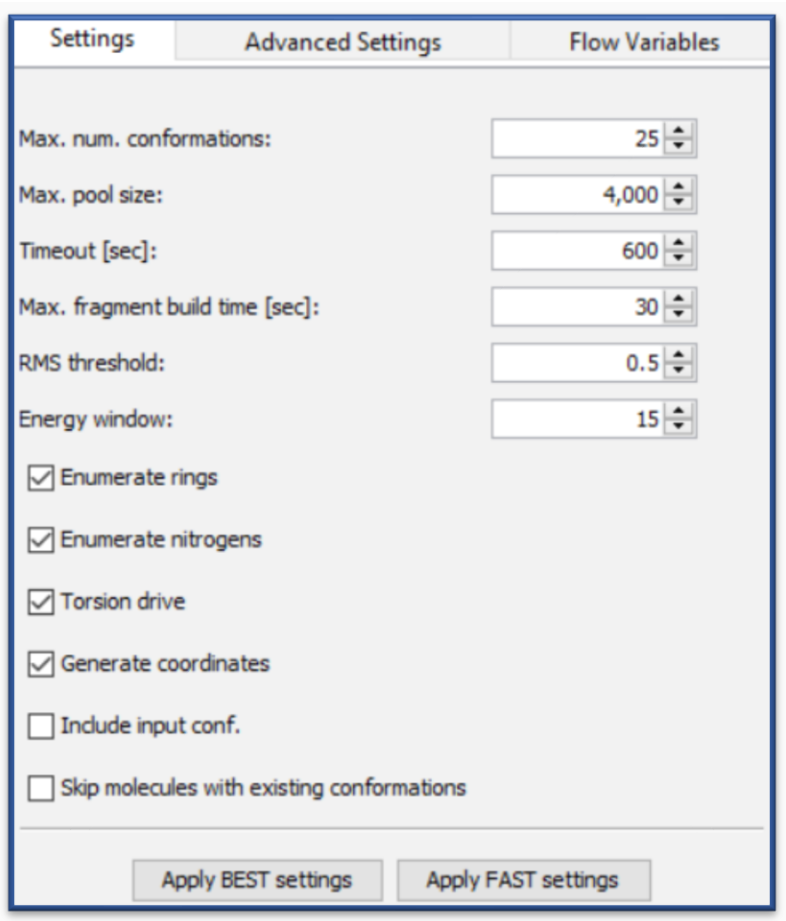 Settings Advanced Settings Flow Variables
Max. num. conformations: 25
Max. pool size: 4,000
Timeout [sec]: 600
Max. fragment build time [sec]: 30
RMS threshold: 0.5
Energy window: 15
Enumerate rings
Enumerate nitrogens
Torsion drive
Generate coordinates
Include input conf.
Skip molecules with existing conformations
Apply BEST settings Apply FAST settings